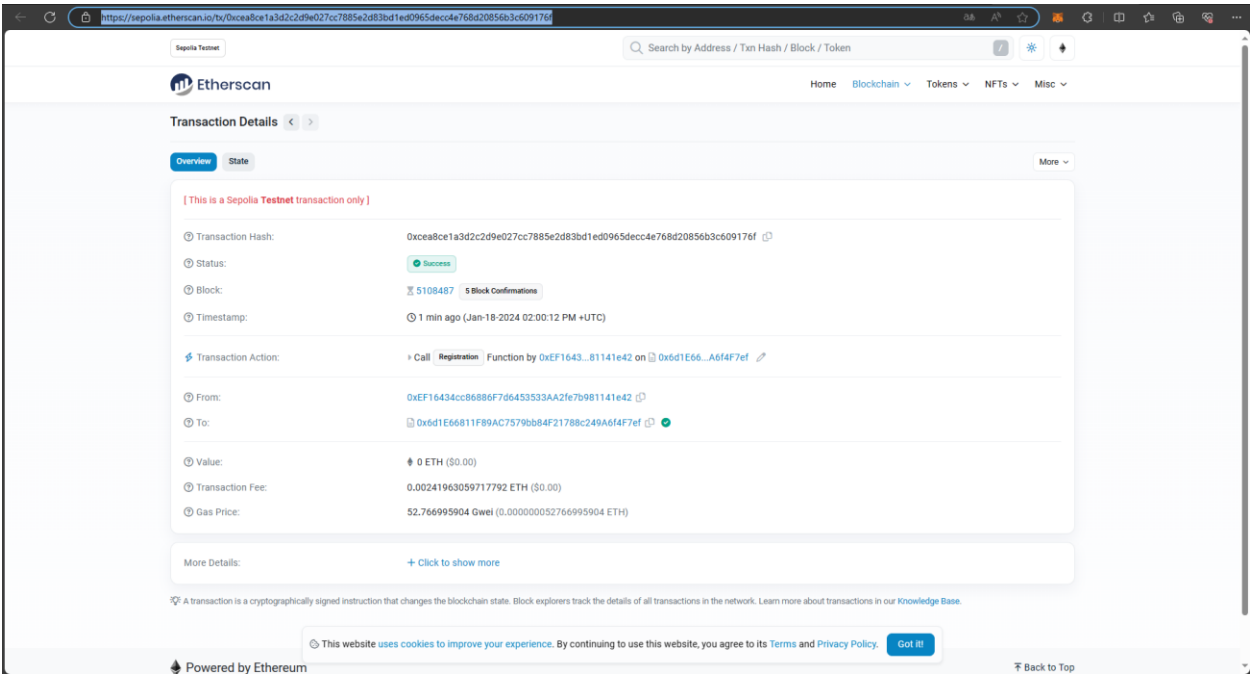 https://sepolia.etherscan.io/tx/0xcea8ce1a3d2c2d9e027cc7885e2d83bd1ed0965decc4e768d20856b3c609176f
Sepolia Testnet
Search by Address / Txn Hash / Block / Token /
Etherscan
Home Blockchain Tokens NFTs Misc
Transaction Details
Overview State More
[ This is a Sepolia Testnet transaction only ]
Transaction Hash: 0xcea8ce1a3d2c2d9e027cc7885e2d83bd1ed0965decc4e768d20856b3c609176f
Status: Success
Block: 5108487 5 Block Confirmations
Timestamp: 1 min ago (Jan-18-2024 02:00:12 PM +UTC)
Transaction Action: Call Registration Function by 0xEF1643...81141e42 on 0x6d1E66...A6f4F7ef
From: 0xEF16434cc86886F7d6453533AA2fe7b981141e42
To: 0x6d1E66811F89AC7579bb84F21788c249A6f4F7ef
Value: 0 ETH ($0.00)
Transaction Fee: 0.00241963059717792 ETH ($0.00)
Gas Price: 52.766995904 Gwei (0.000000052766995904 ETH)
More Details: + Click to show more
A transaction is a cryptographically signed instruction that changes the blockchain state. Block explorers track the details of all transactions in the network. Learn more about transactions in our Knowledge Base.
This website uses cookies to improve your experience. By continuing to use this website, you agree to its Terms and Privacy Policy. Got it!
Powered by Ethereum
Back to Top